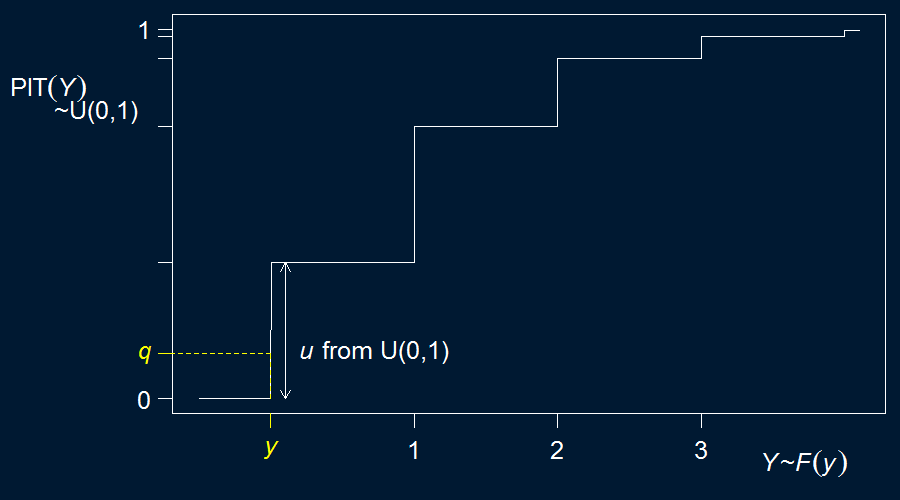 1
PIT(Y)
~U(0,1)
q
u from U(0,1)
0
y 1 2 3
Y~F(y)